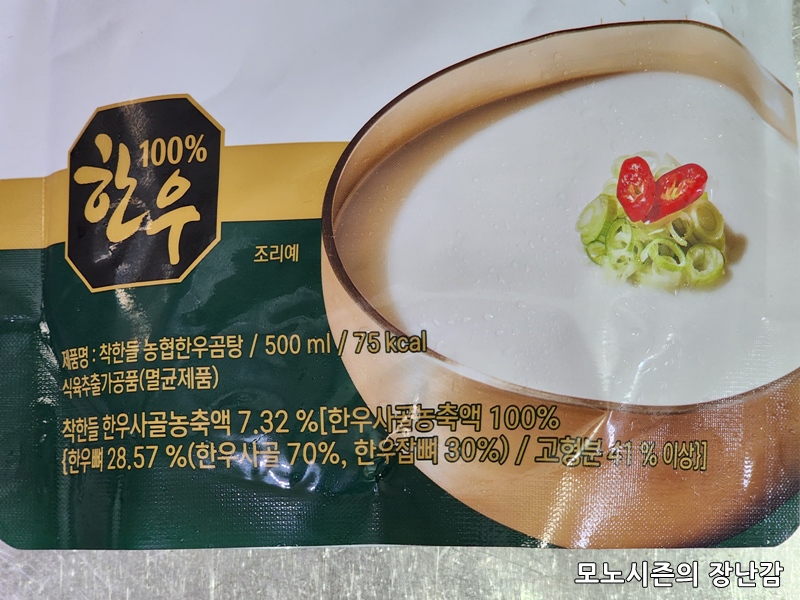 100%
한우
조리예
제품명 : 착한들 농협한우곰탕 / 500 ml / 75 kcal
식육추출가공품(멸균제품)
착한들 한우사골농축액 7.32 %[한우사골농축액 100%
{한우뼈 28.57 %(한우사골 70%, 한우잡뼈 30%) / 고형분 41 % 이상}]
모노시즌의 장난감